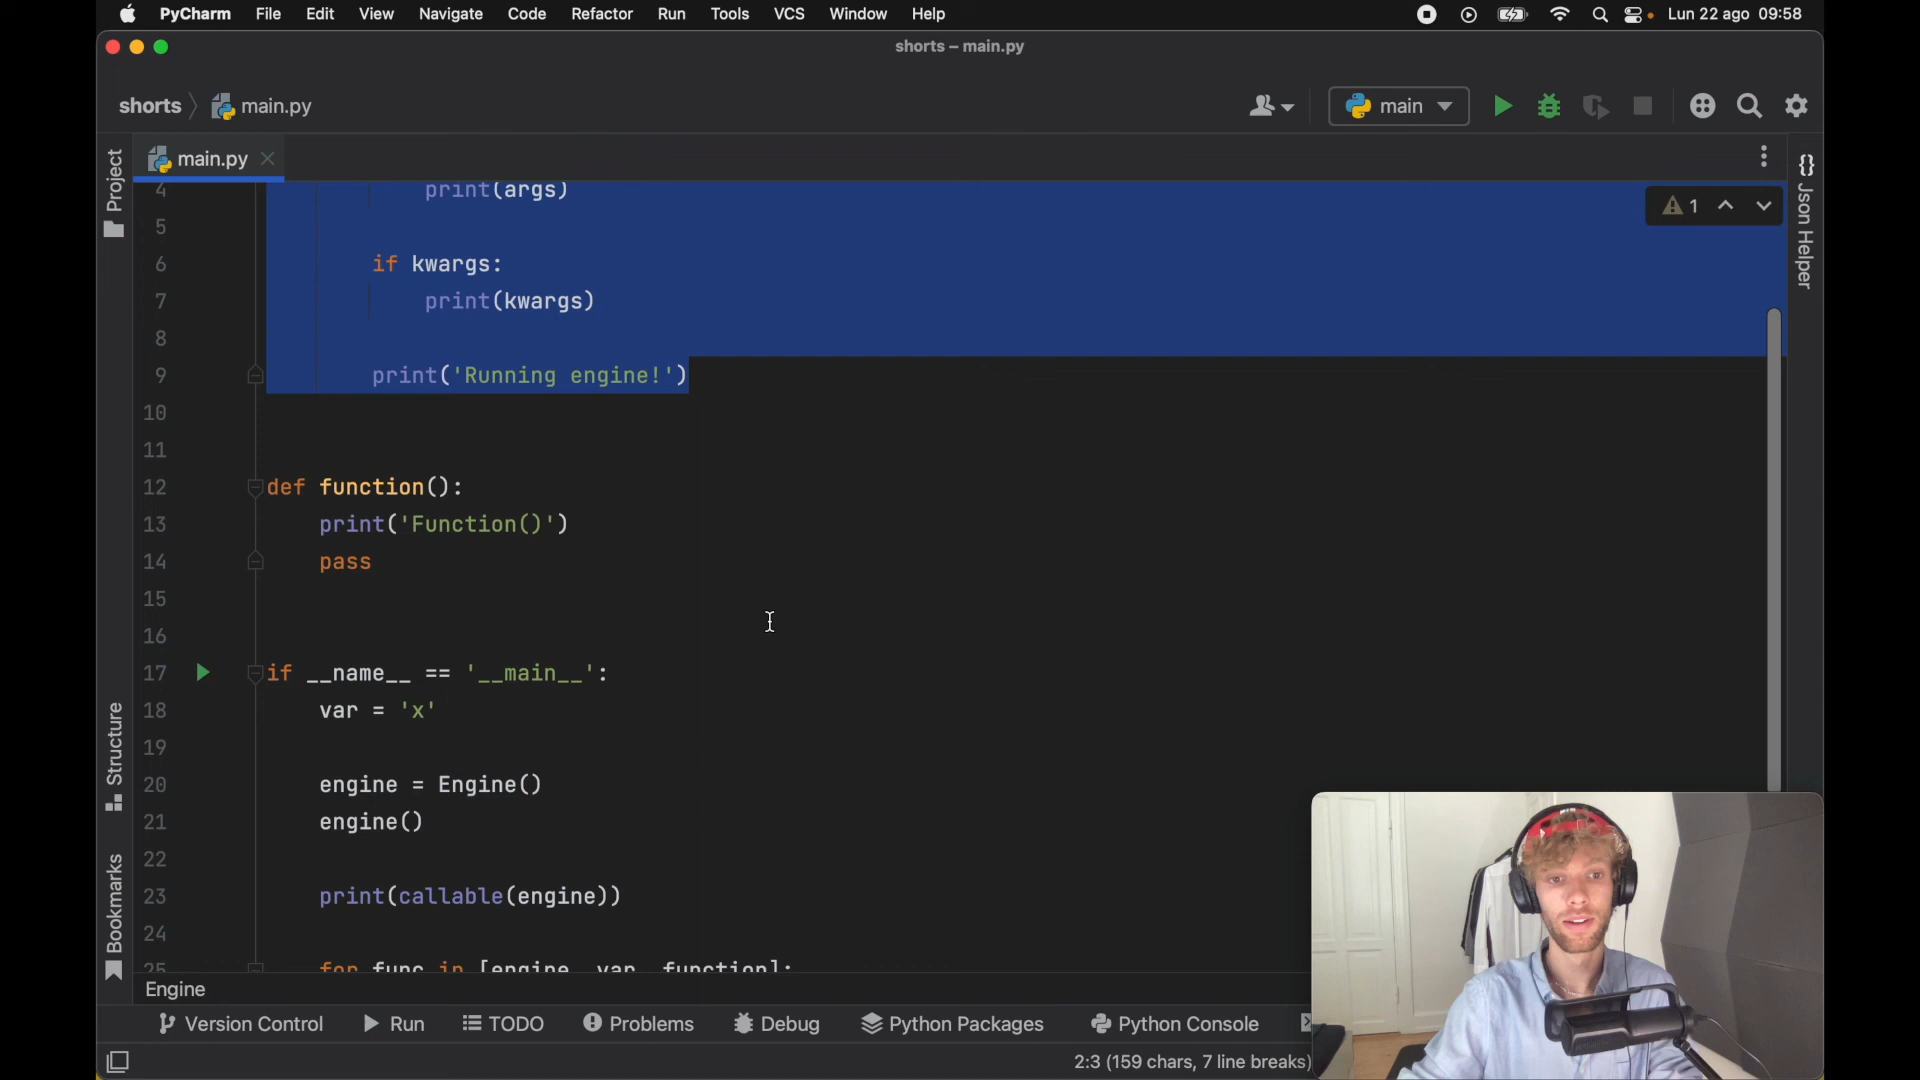 PyCharm File Edit View Navigate Code Refactor Run Tools VCS Window Help Lun 22 ago 09:58
shorts – main.py
shorts main.py main
main.py
Project
Json Helper
Structure
Bookmarks
1
4 print(args)
5
6 if kwargs:
7 print(kwargs)
8
9 print('Running engine!')
10
11
12 def function():
13 print('Function()')
14 pass
15
16
17 if __name__ == '__main__':
18 var = 'x'
19
20 engine = Engine()
21 engine()
22
23 print(callable(engine))
24
25 for func in [engine, var, function]:
Engine
Version Control Run TODO Problems Debug Python Packages Python Console
2:3 (159 chars, 7 line breaks)